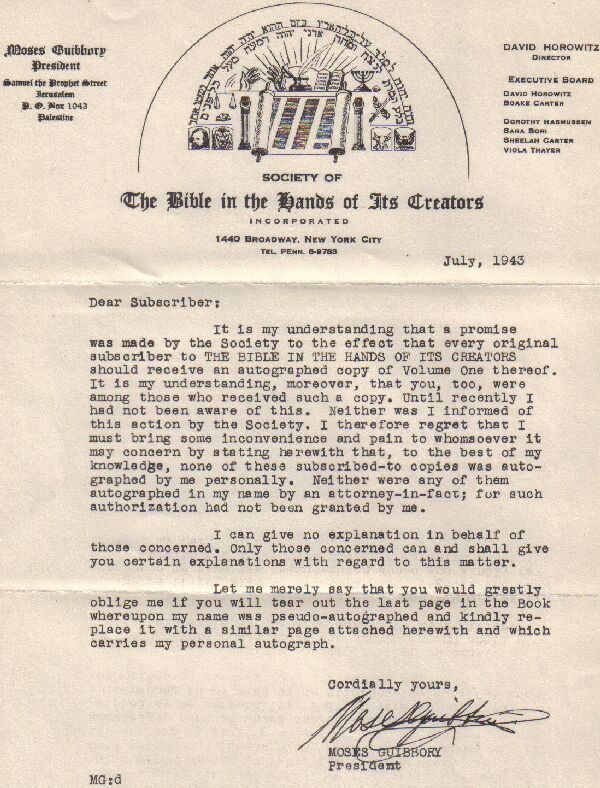 Moses Guibbory
President
Samuel the Prophet Street
Jerusalem
P. O. Box 1043
Palestine
DAVID HOROWITZ
DIRECTOR
EXECUTIVE BOARD
DAVID HOROWITZ
BOAKE CARTER
DOROTHY RASMUSSEN
SARA BORI
SHEELAH CARTER
VIOLA THAYER
SOCIETY OF
The Bible in the Hands of Its Creators
INCORPORATED
1440 BROADWAY, NEW YORK CITY
TEL. PENN. 6-9783
July, 1943
Dear Subscriber:
It is my understanding that a promise
was made by the Society to the effect that every original
subscriber to THE BIBLE IN THE HANDS OF ITS CREATORS
should receive an autographed copy of Volume One thereof.
It is my understanding, moreover, that you, too, were
among those who received such a copy. Until recently I
had not been aware of this. Neither was I informed of
this action by the Society. I therefore regret that I
must bring some inconvenience and pain to whomsoever it
may concern by stating herewith that, to the best of my
knowledge, none of these subscribed-to copies was auto-
graphed by me personally. Neither were any of them
autographed in my name by an attorney-in-fact; for such
authorization had not been granted by me.
I can give no explanation in behalf of
those concerned. Only those concerned can and shall give
you certain explanations with regard to this matter.
Let me merely say that you would greatly
oblige me if you will tear out the last page in the Book
whereupon my name was pseudo-autographed and kindly re-
place it with a similar page attached herewith and which
carries my personal autograph.
Cordially yours,
Moses Guibbory
MOSES GUIBBORY
President
MG:d